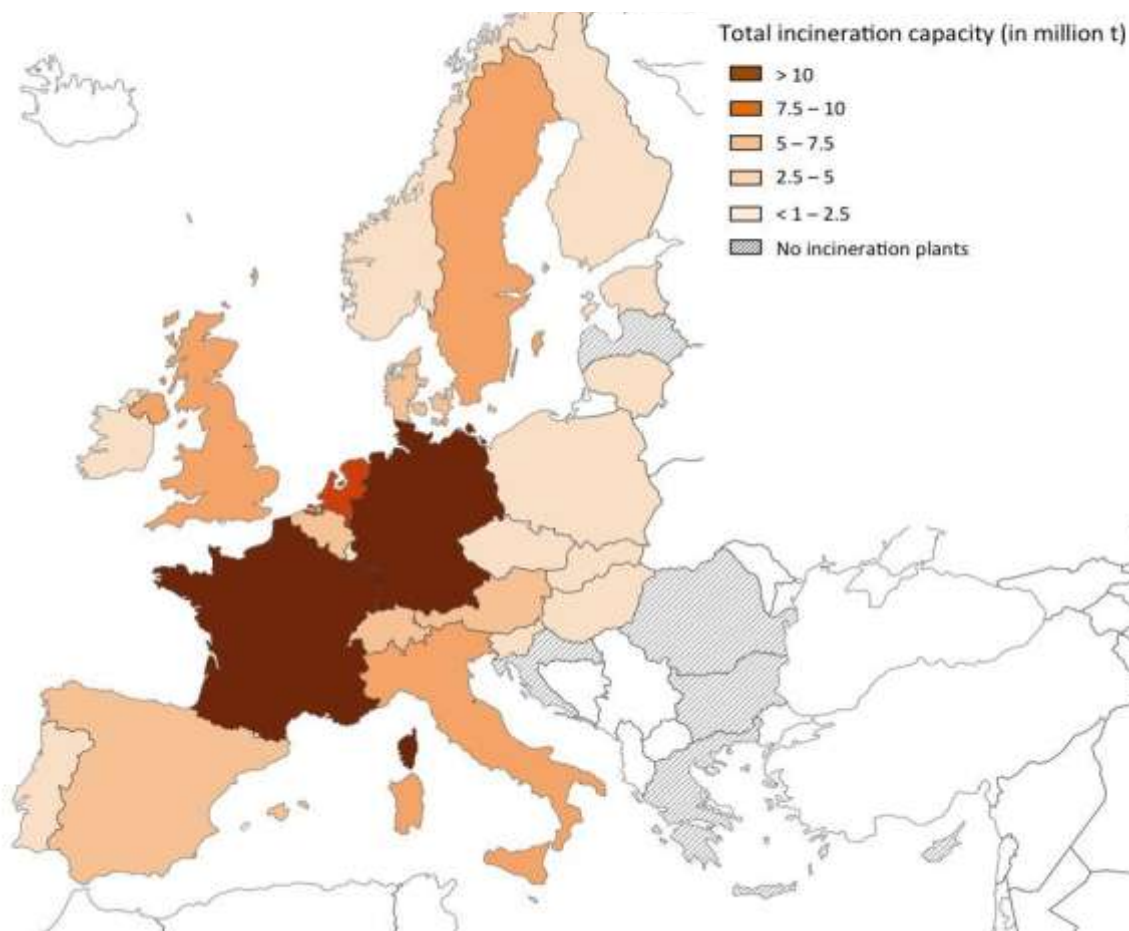 Total incineration capacity (in million t)
> 10
7.5 – 10
5 – 7.5
2.5 – 5
< 1 – 2.5
No incineration plants